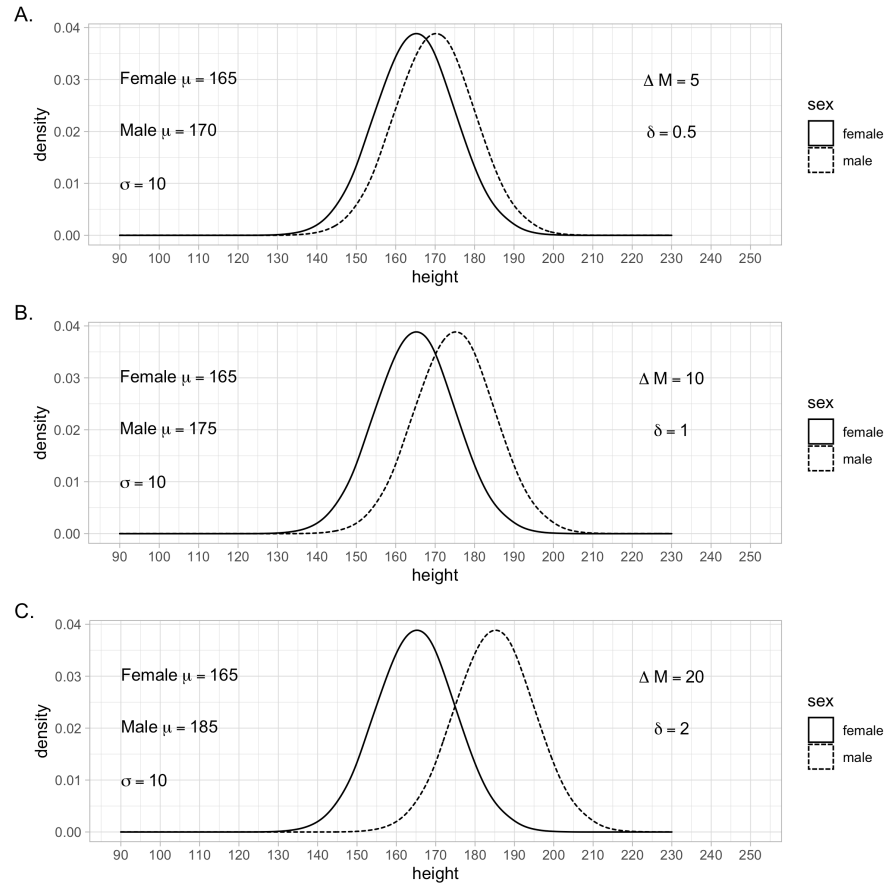 A.
0.04
0.03
0.02
0.01
0.00
density
Female μ = 165
Male μ = 170
σ = 10
Δ M = 5
δ = 0.5
90 100 110 120 130 140 150 160 170 180 190 200 210 220 230 240 250
height
sex
female
male
B.
0.04
0.03
0.02
0.01
0.00
density
Female μ = 165
Male μ = 175
σ = 10
Δ M = 10
δ = 1
90 100 110 120 130 140 150 160 170 180 190 200 210 220 230 240 250
height
sex
female
male
C.
0.04
0.03
0.02
0.01
0.00
density
Female μ = 165
Male μ = 185
σ = 10
Δ M = 20
δ = 2
90 100 110 120 130 140 150 160 170 180 190 200 210 220 230 240 250
height
sex
female
male